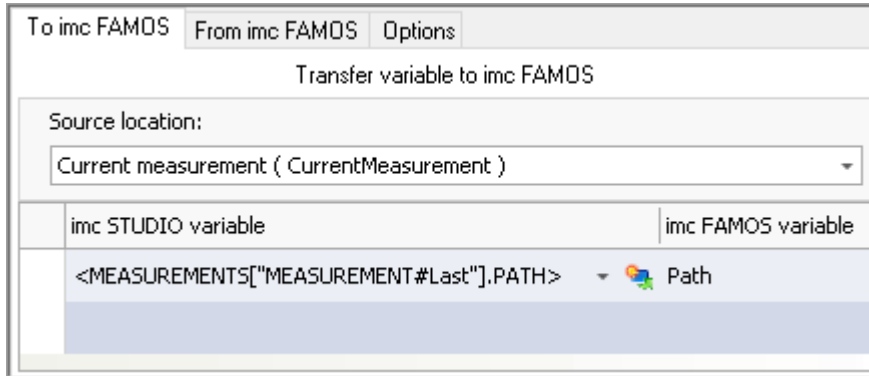 To imc FAMOS From imc FAMOS Options
Transfer variable to imc FAMOS
Source location:
Current measurement ( CurrentMeasurement )
imc STUDIO variable imc FAMOS variable
<MEASUREMENTS["MEASUREMENT#Last"].PATH> Path